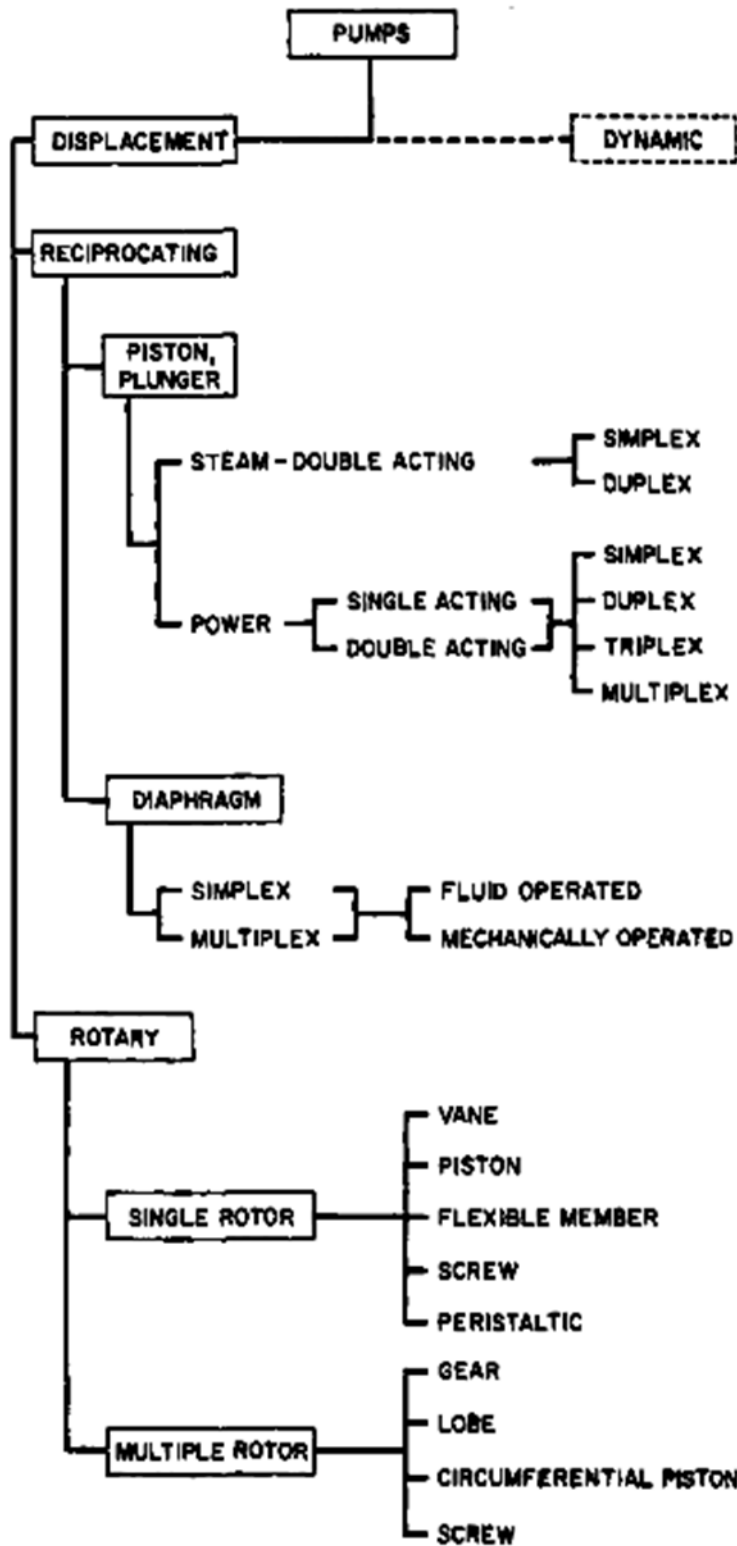 PUMPS
DISPLACEMENT
DYNAMIC
RECIPROCATING
PISTON,
PLUNGER
STEAM - DOUBLE ACTING
SIMPLEX
DUPLEX
POWER
SINGLE ACTING
DOUBLE ACTING
SIMPLEX
DUPLEX
TRIPLEX
MULTIPLEX
DIAPHRAGM
SIMPLEX
MULTIPLEX
FLUID OPERATED
MECHANICALLY OPERATED
ROTARY
SINGLE ROTOR
VANE
PISTON
FLEXIBLE MEMBER
SCREW
PERISTALTIC
MULTIPLE ROTOR
GEAR
LOBE
CIRCUMFERENTIAL PISTON
SCREW